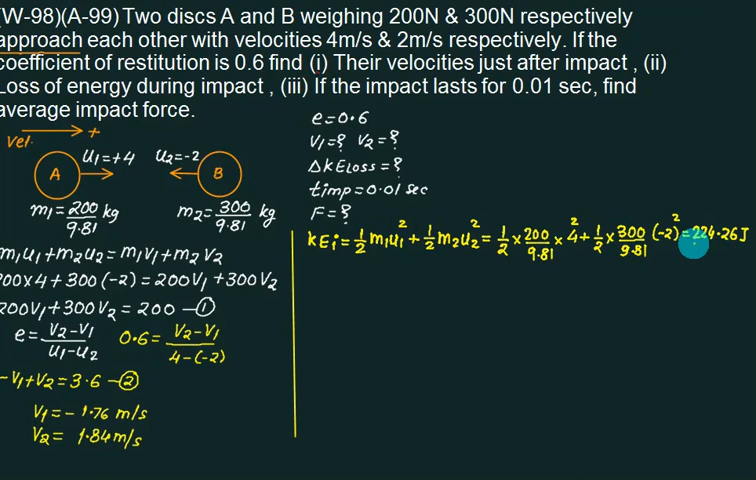 (W-98)(A-99) Two discs A and B weighing 200N & 300N respectively
approach each other with velocities 4m/s & 2m/s respectively. If the
coefficient of restitution is 0.6 find (i) Their velocities just after impact , (ii)
Loss of energy during impact , (iii) If the impact lasts for 0.01 sec, find
average impact force.
Vel. +
u₁=+4 u₂=-2
A B
m₁=200/9.81 kg m₂=300/9.81 kg
m₁u₁+m₂u₂=m₁v₁+m₂v₂
200x4+300(-2)=200v₁+300v₂
200v₁+300v₂=200 —①
e=v₂-v₁/u₁-u₂ 0.6=v₂-v₁/4-(-2)
-v₁+v₂=3.6 —②
v₁=-1.76 m/s
v₂= 1.84m/s
e=0.6
v₁=? v₂=?
ΔKELoss=?
timp=0.01 sec
F=?
KEi=1/2 m₁u₁²+1/2 m₂u₂²=1/2×200/9.81×4²+1/2×300/9.81(-2)²=224.26J